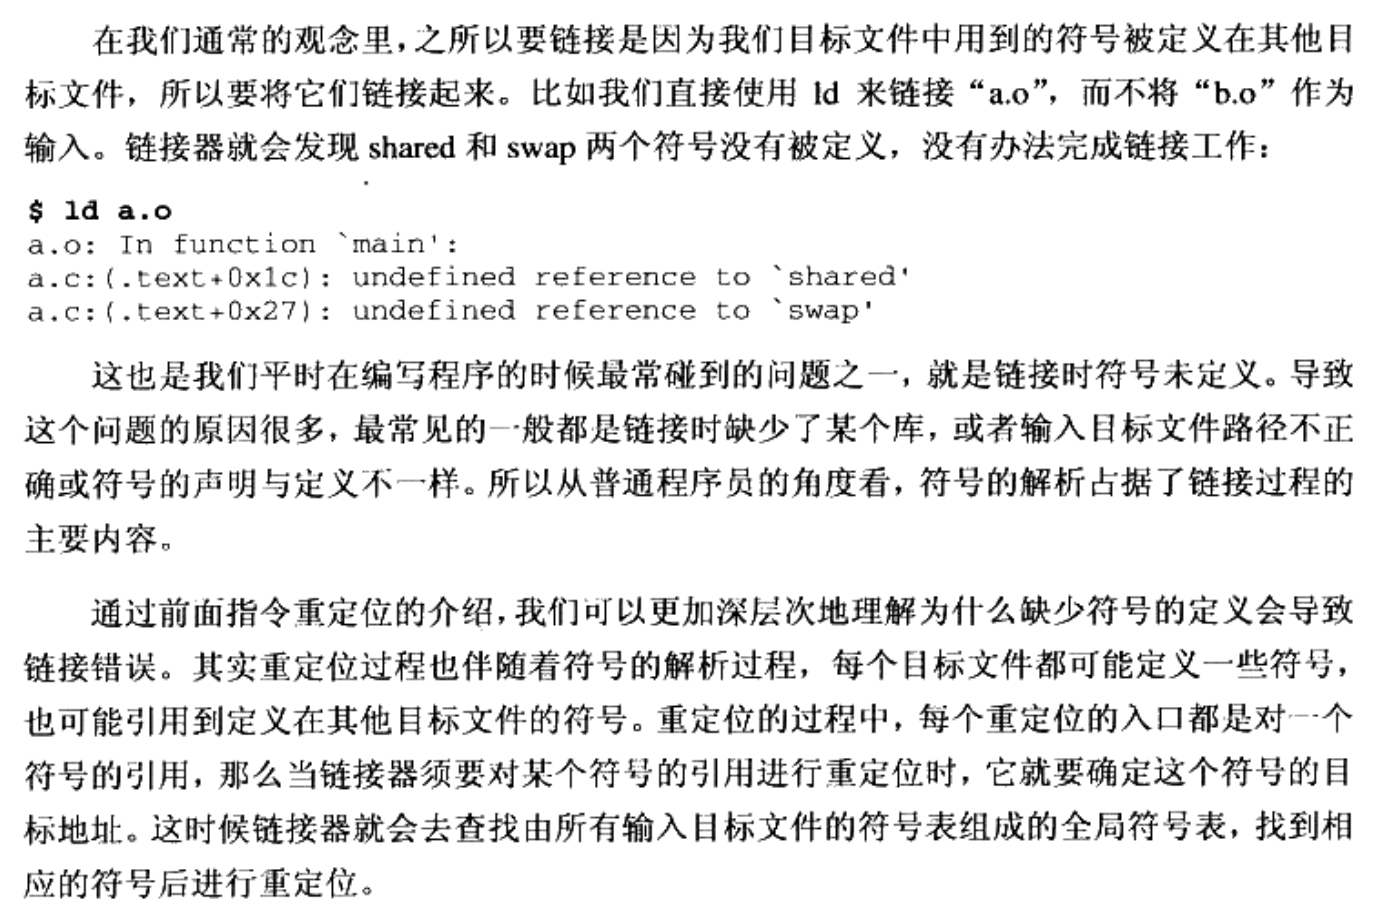 在我们通常的观念里，之所以要链接是因为我们目标文件中用到的符号被定义在其他目
标文件，所以要将它们链接起来。比如我们直接使用 ld 来链接“a.o”，而不将“b.o”作为
输入。链接器就会发现 shared 和 swap 两个符号没有被定义，没有办法完成链接工作：
$ ld a.o
a.o: In function `main':
a.c:(.text+0x1c): undefined reference to `shared'
a.c:(.text+0x27): undefined reference to `swap'
这也是我们平时在编写程序的时候最常碰到的问题之一，就是链接时符号未定义。导致
这个问题的原因很多，最常见的一般都是链接时缺少了某个库，或者输入目标文件路径不正
确或符号的声明与定义不一样。所以从普通程序员的角度看，符号的解析占据了链接过程的
主要内容。
通过前面指令重定位的介绍，我们可以更加深层次地理解为什么缺少符号的定义会导致
链接错误。其实重定位过程也伴随着符号的解析过程，每个目标文件都可能定义一些符号，
也可能引用到定义在其他目标文件的符号。重定位的过程中，每个重定位的入口都是对一个
符号的引用，那么当链接器须要对某个符号的引用进行重定位时，它就要确定这个符号的目
标地址。这时候链接器就会去查找由所有输入目标文件的符号表组成的全局符号表，找到相
应的符号后进行重定位。